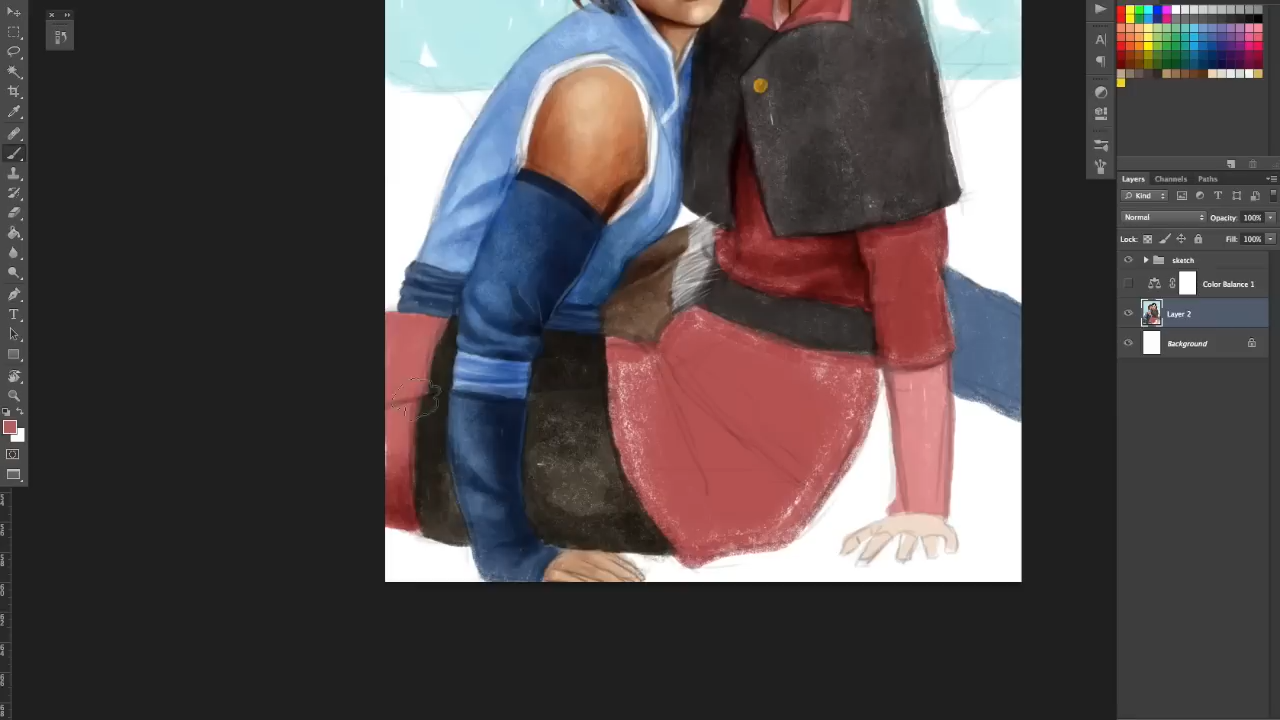 Layers Channels Paths
Kind
Normal Opacity: 100%
Lock: Fill: 100%
sketch
Color Balance 1
Layer 2
Background